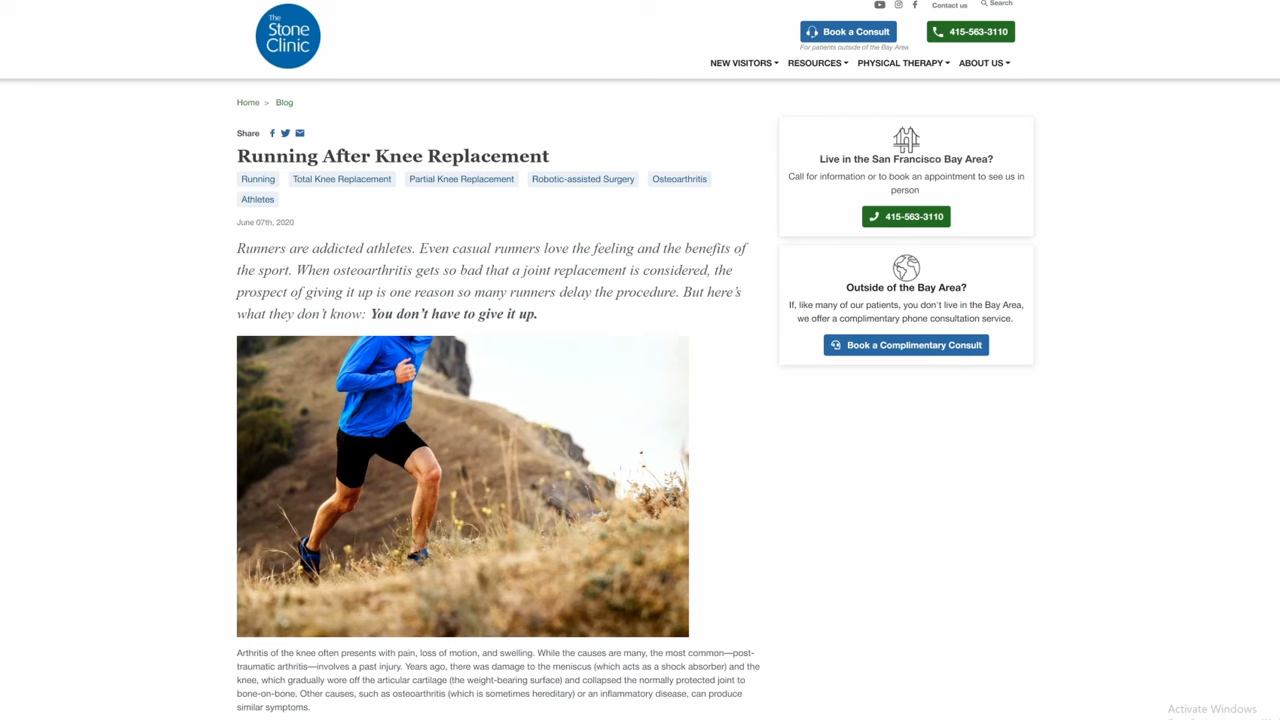 The
Stone
Clinic
Contact us
Search
Book a Consult
415-563-3110
For patients outside of the Bay Area
NEW VISITORS
RESOURCES
PHYSICAL THERAPY
ABOUT US
Home > Blog
Share
Running After Knee Replacement
Running
Total Knee Replacement
Partial Knee Replacement
Robotic-assisted Surgery
Osteoarthritis
Athletes
June 07th, 2020
Runners are addicted athletes. Even casual runners love the feeling and the benefits of
the sport. When osteoarthritis gets so bad that a joint replacement is considered, the
prospect of giving it up is one reason so many runners delay the procedure. But here's
what they don't know: You don't have to give it up.
Arthritis of the knee often presents with pain, loss of motion, and swelling. While the causes are many, the most common—post-
traumatic arthritis—involves a past injury. Years ago, there was damage to the meniscus (which acts as a shock absorber) and the
knee, which gradually wore off the articular cartilage (the weight-bearing surface) and collapsed the normally protected joint to
bone-on-bone. Other causes, such as osteoarthritis (which is sometimes hereditary) or an inflammatory disease, can produce
similar symptoms.
Live in the San Francisco Bay Area?
Call for information or to book an appointment to see us in
person
415-563-3110
Outside of the Bay Area?
If, like many of our patients, you don't live in the Bay Area,
we offer a complimentary phone consultation service.
Book a Complimentary Consult
Activate Windows